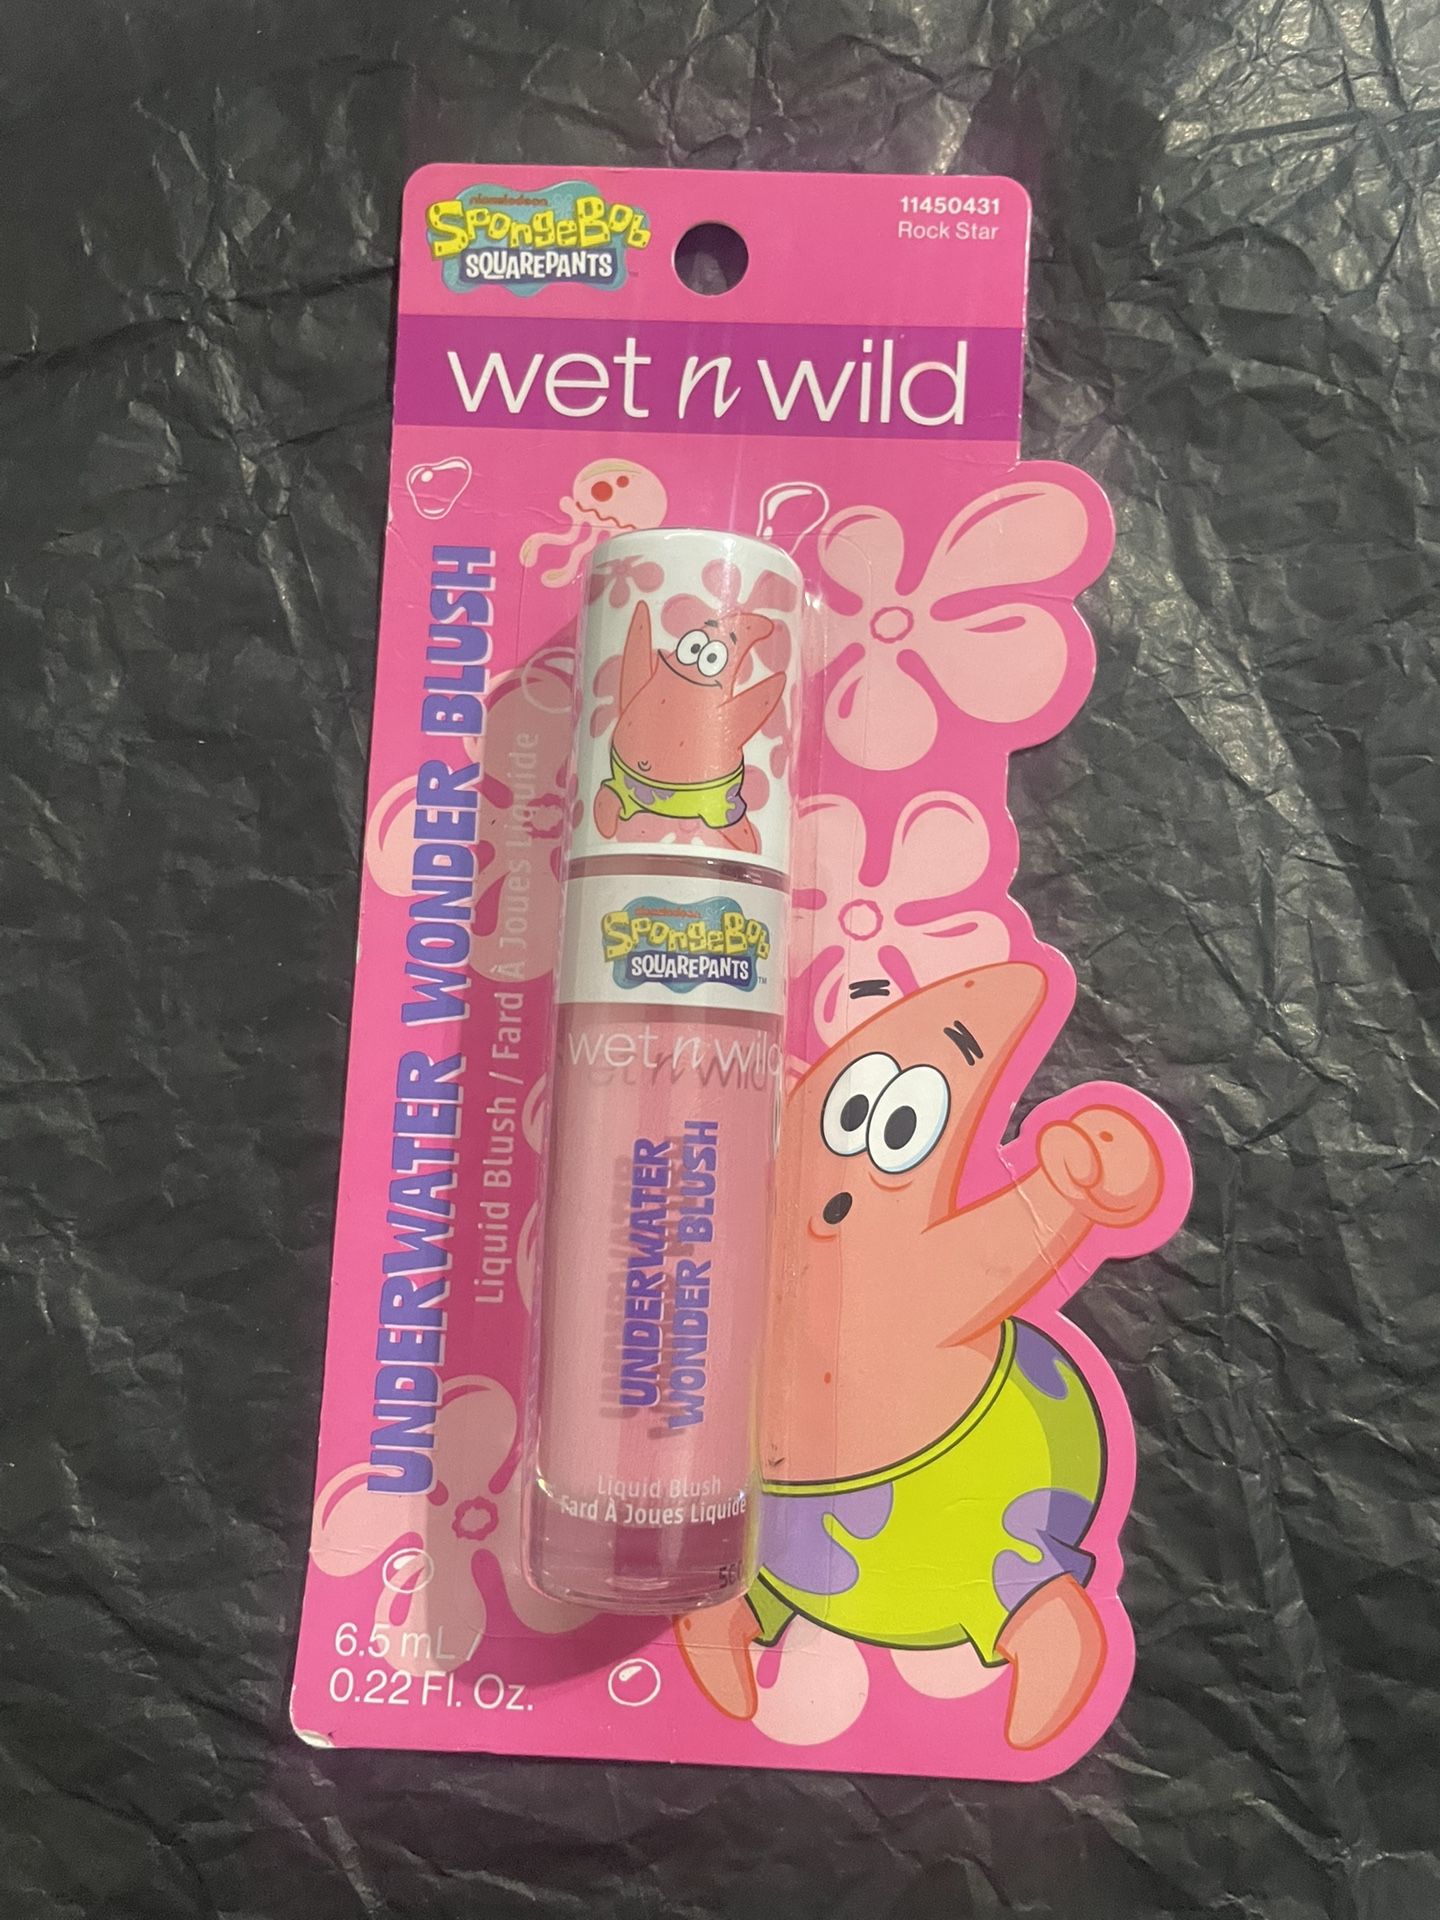 nickelodeon
SpongeBob
SQUAREPANTS
11450431
Rock Star
wet n wild
UNDERWATER WONDER BLUSH
Liquid Blush / Fard À Joues Liquide
nickelodeon
SpongeBob
SQUAREPANTS™
wet n wild
UNDERWATER
WONDER BLUSH
Liquid Blush
Fard À Joues Liquide
6.5 mL /
0.22 Fl. Oz.